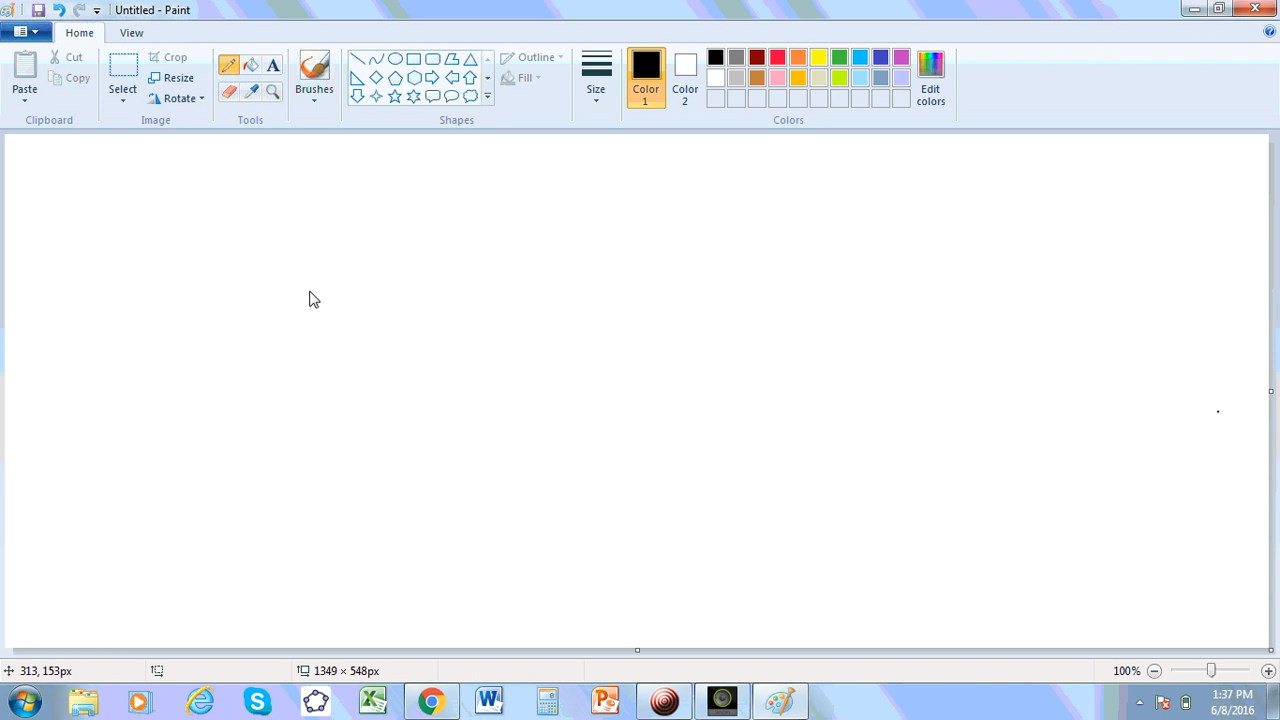 Untitled - Paint
Home View
Paste
Cut
Copy
Clipboard
Select
Crop
Resize
Rotate
Image
A
Tools
Brushes
Shapes
Outline
Fill
Size
Color 1
Color 2
Edit colors
Colors
313, 153px
1349 × 548px
100%
1:37 PM
6/8/2016